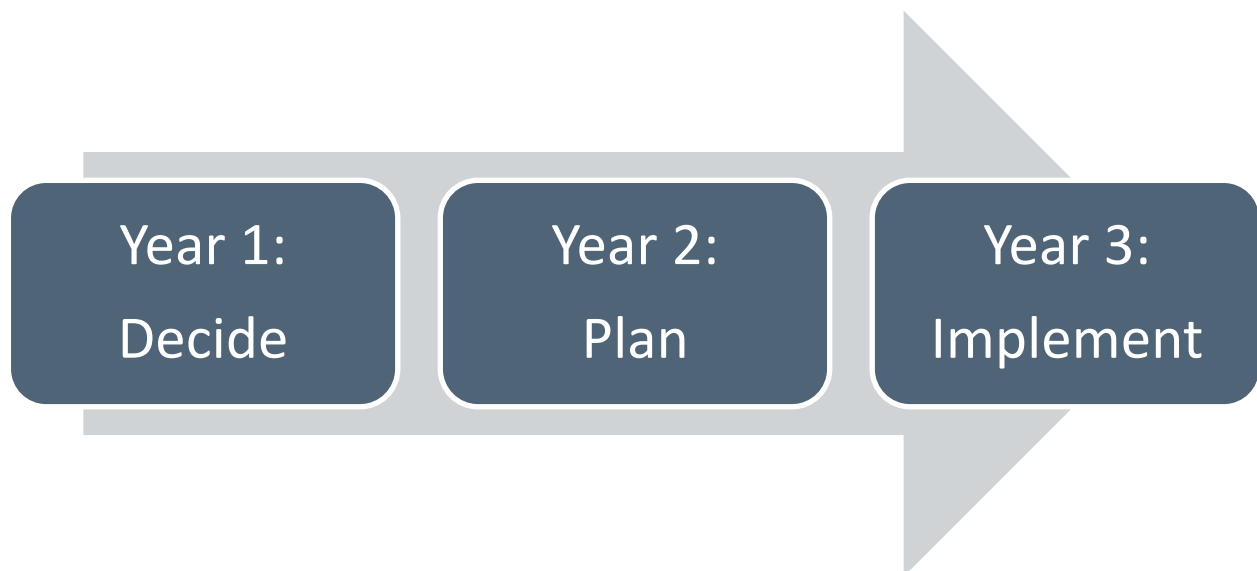 Year 1:
Decide
Year 2:
Plan
Year 3:
Implement